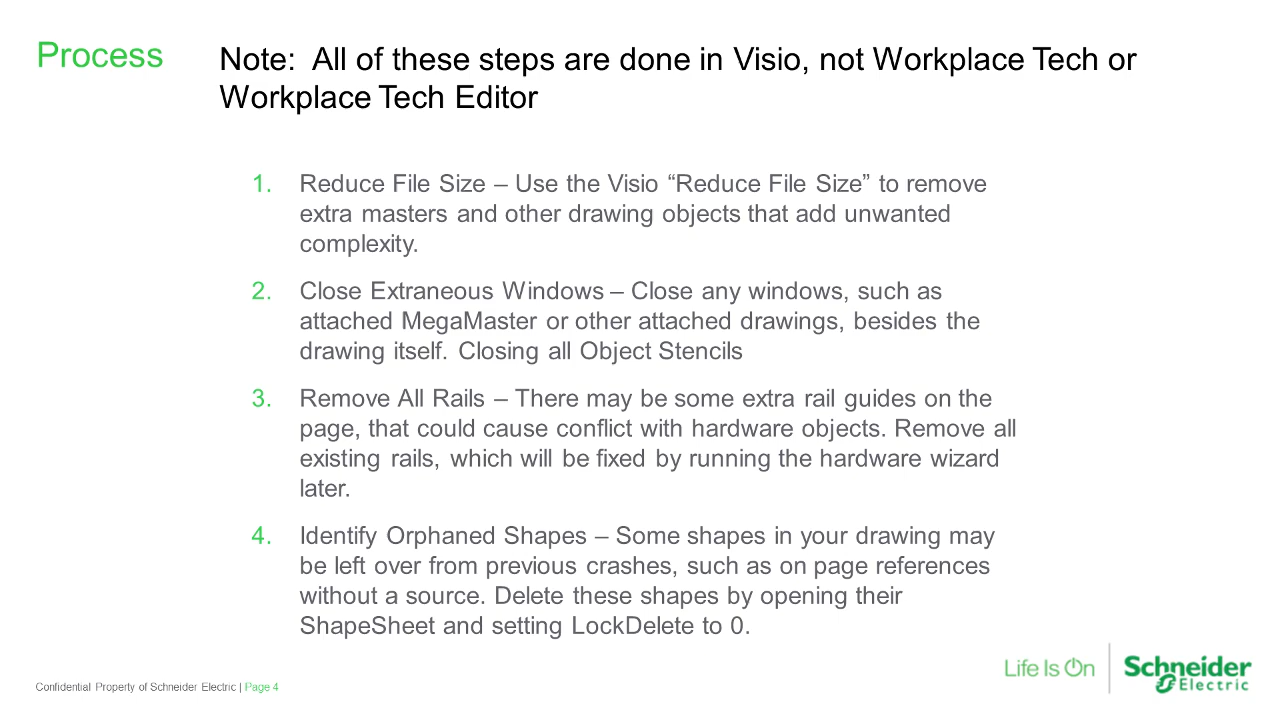 Process
Note:  All of these steps are done in Visio, not Workplace Tech or
Workplace Tech Editor
1. Reduce File Size – Use the Visio “Reduce File Size” to remove
extra masters and other drawing objects that add unwanted
complexity.
2. Close Extraneous Windows – Close any windows, such as
attached MegaMaster or other attached drawings, besides the
drawing itself. Closing all Object Stencils
3. Remove All Rails – There may be some extra rail guides on the
page, that could cause conflict with hardware objects. Remove all
existing rails, which will be fixed by running the hardware wizard
later.
4. Identify Orphaned Shapes – Some shapes in your drawing may
be left over from previous crashes, such as on page references
without a source. Delete these shapes by opening their
ShapeSheet and setting LockDelete to 0.
Confidential Property of Schneider Electric | Page 4
Life Is On
Schneider
Electric